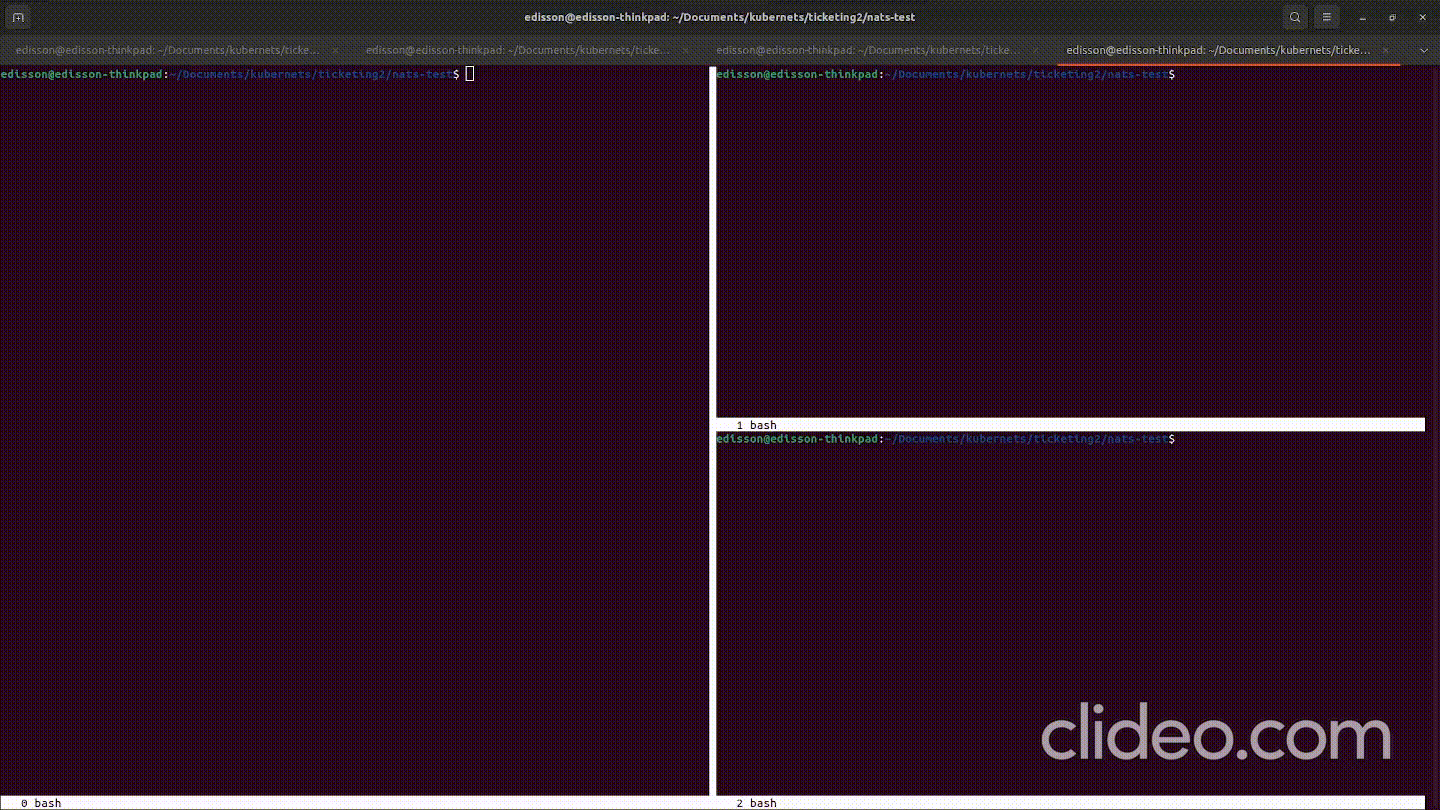 edisson@edisson-thinkpad: ~/Documents/kubernets/ticketing2/nats-test
edisson@edisson-thinkpad: ~/Documents/kubernets/ticke...
edisson@edisson-thinkpad: ~/Documents/kubernets/ticke...
edisson@edisson-thinkpad: ~/Documents/kubernets/ticke...
edisson@edisson-thinkpad: ~/Documents/kubernets/ticke...
edisson@edisson-thinkpad:~/Documents/kubernets/ticketing2/nats-test$
edisson@edisson-thinkpad:~/Documents/kubernets/ticketing2/nats-test$
1 bash
edisson@edisson-thinkpad:~/Documents/kubernets/ticketing2/nats-test$
clideo.com
0 bash
2 bash